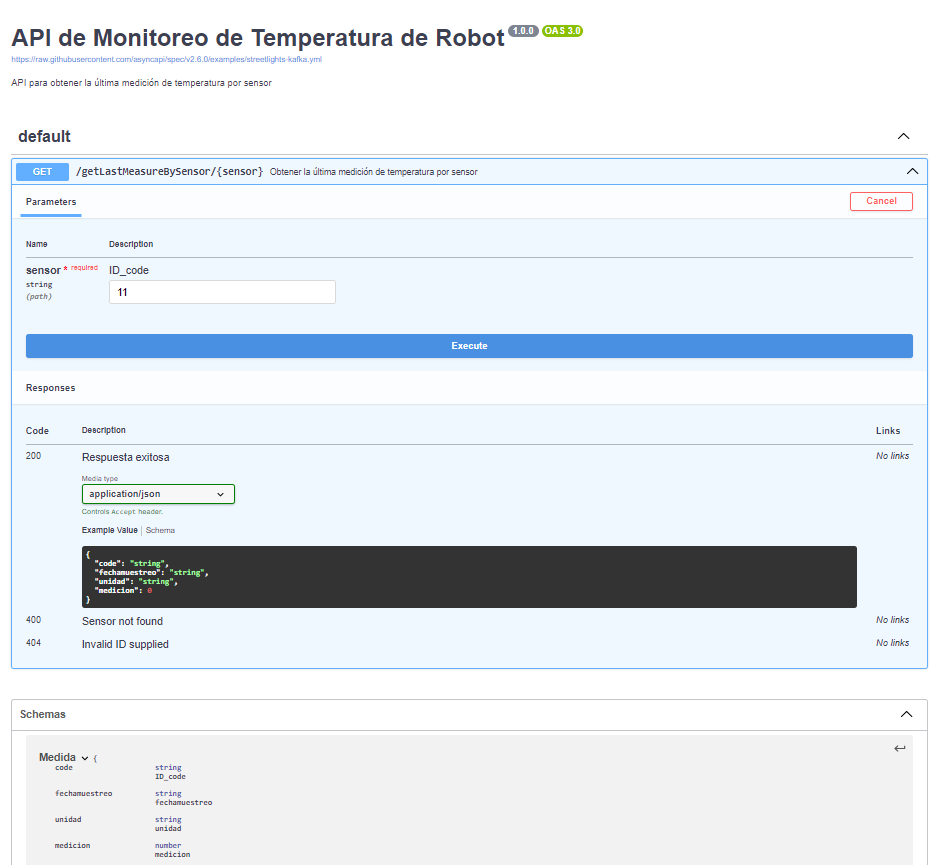 API de Monitoreo de Temperatura de Robot 1.0.0 OAS 3.0
https://raw.githubusercontent.com/asyncapi/spec/v2.6.0/examples/streetlights-kafka.yml
API para obtener la última medición de temperatura por sensor
default
GET /getLastMeasureBySensor/{sensor} Obtener la última medición de temperatura por sensor
Parameters Cancel
Name Description
sensor * required ID_code
string
(path)
11
Execute
Responses
Code Description Links
200 Respuesta exitosa No links
Media type
application/json
Controls Accept header.
Example Value | Schema
{
"code": "string",
"fechamuestreo": "string",
"unidad": "string",
"medicion": 0
}
400 Sensor not found No links
404 Invalid ID supplied No links
Schemas
Medida {
code string
ID_code
fechamuestreo string
fechamuestreo
unidad string
unidad
medicion number
medicion